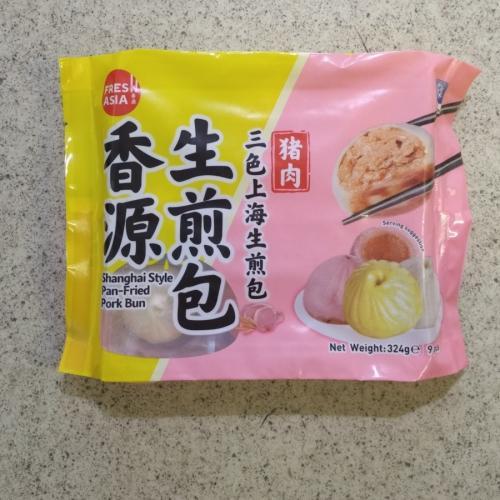 FRESH
ASIA
香源
生煎包
三色上海生煎包
猪肉
Shanghai Style
Pan-Fried
Pork Bun
Serving suggestion
Net Weight:324g℮
9